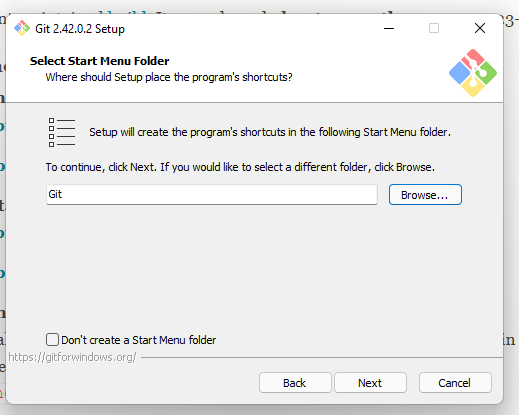 Git 2.42.0.2 Setup
Select Start Menu Folder
Where should Setup place the program's shortcuts?
Setup will create the program's shortcuts in the following Start Menu folder.
To continue, click Next. If you would like to select a different folder, click Browse.
Git
Browse...
Don't create a Start Menu folder
https://gitforwindows.org/
Back
Next
Cancel